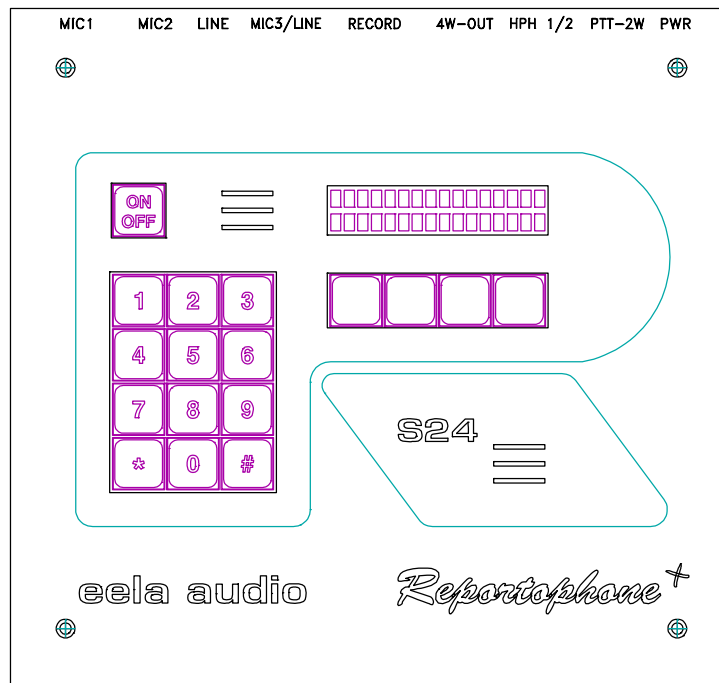 MIC1 MIC2 LINE MIC3/LINE RECORD 4W-OUT HPH 1/2 PTT-2W PWR
ON
OFF
1 2 3
4 5 6
7 8 9
* 0 #
S24
eela audio Reportophone+